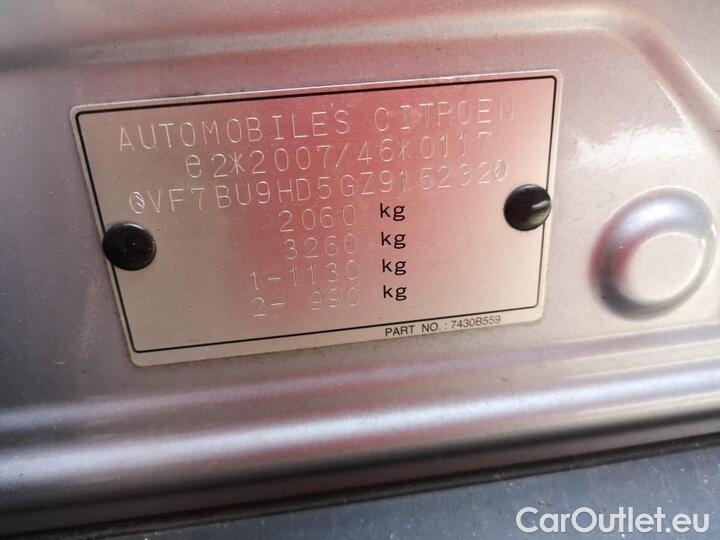 AUTOMOBILES CITROEN
e2*2007/46*0117
VF7BU9HD5GZ915232
2060 kg
3260 kg
1-1130 kg
2- 990 kg
PART NO.: 7430B559
CarOutlet.eu